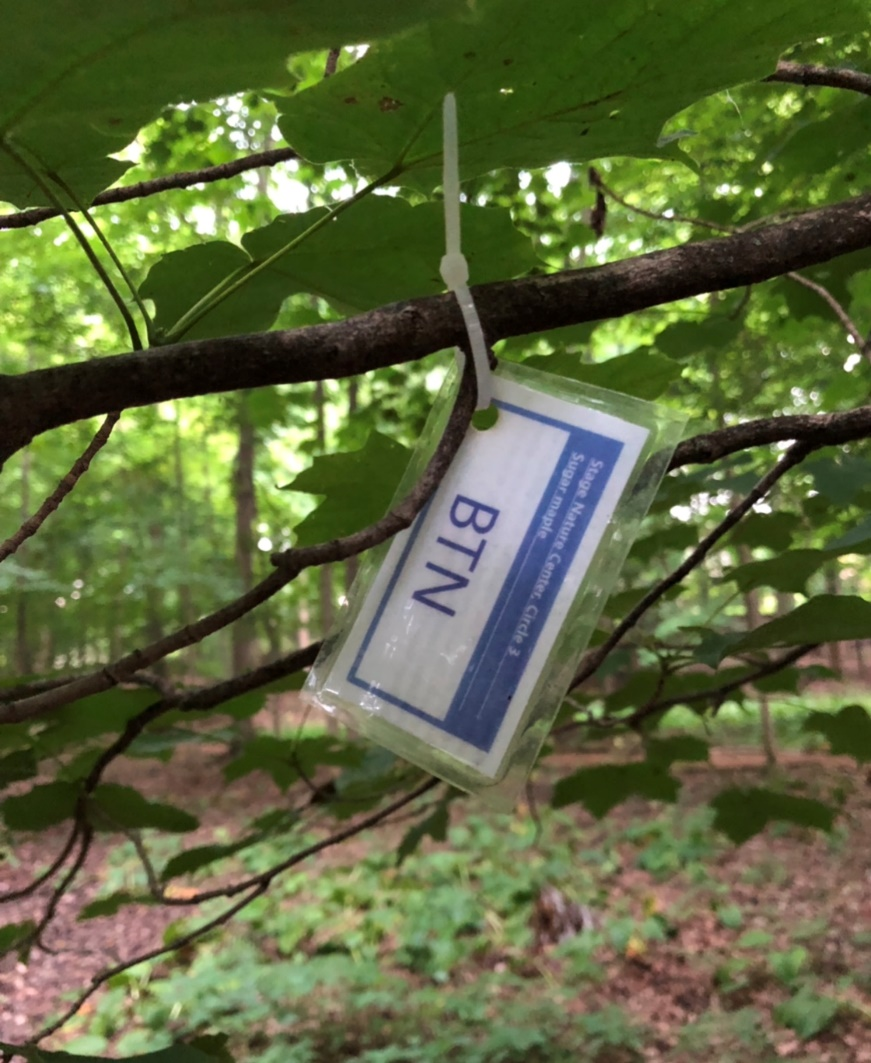 Stage Nature Center, Circle 3
Sugar maple
BTN